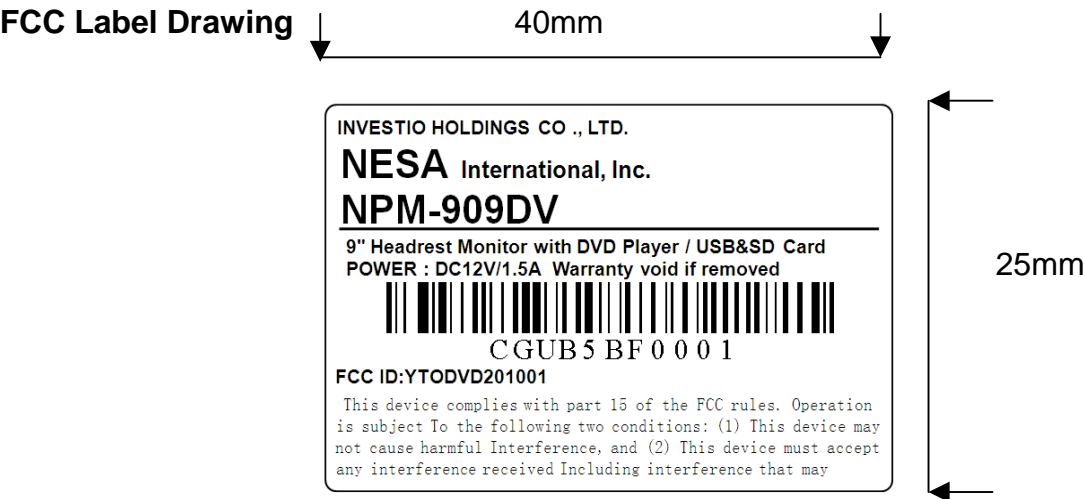 FCC Label Drawing
40mm
INVESTIO HOLDINGS CO ., LTD.
NESA International, Inc.
NPM-909DV
9" Headrest Monitor with DVD Player / USB&SD Card
POWER : DC12V/1.5A Warranty void if removed
25mm
CGUB5BF0001
FCC ID:YTODVD201001
This device complies with part 15 of the FCC rules. Operation
is subject To the following two conditions: (1) This device may
not cause harmful Interference, and (2) This device must accept
any interference received Including interference that may